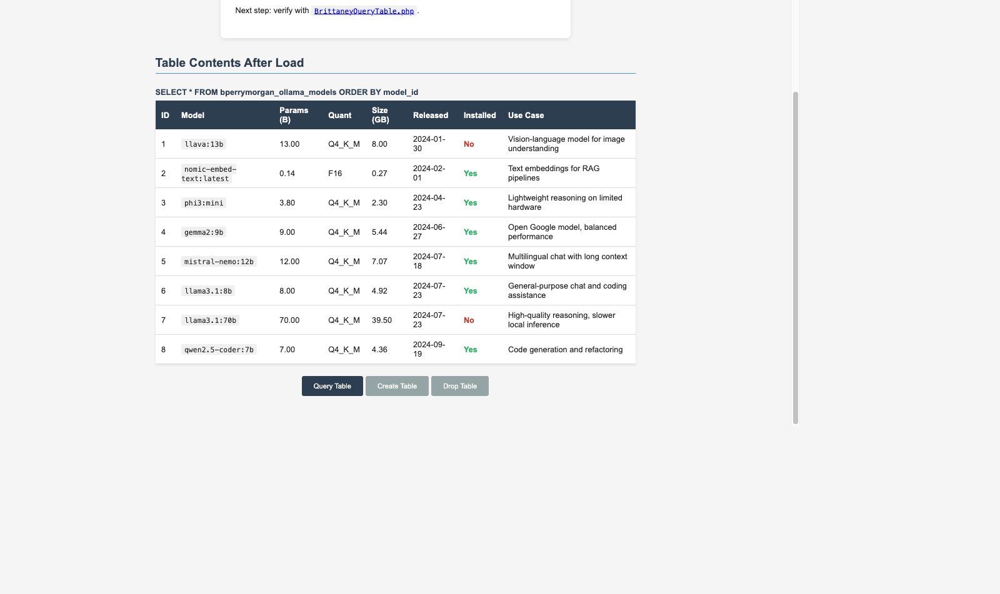 Next step: verify with BrittaneyQueryTable.php.
Table Contents After Load
SELECT * FROM bperrymorgan_ollama_models ORDER BY model_id
ID Model Params (B) Quant Size (GB) Released Installed Use Case
1 llava:13b 13.00 Q4_K_M 8.00 2024-01-30 No Vision-language model for image understanding
2 nomic-embed-text:latest 0.14 F16 0.27 2024-02-01 Yes Text embeddings for RAG pipelines
3 phi3:mini 3.80 Q4_K_M 2.30 2024-04-23 Yes Lightweight reasoning on limited hardware
4 gemma2:9b 9.00 Q4_K_M 5.44 2024-06-27 Yes Open Google model, balanced performance
5 mistral-nemo:12b 12.00 Q4_K_M 7.07 2024-07-18 Yes Multilingual chat with long context window
6 llama3.1:8b 8.00 Q4_K_M 4.92 2024-07-23 Yes General-purpose chat and coding assistance
7 llama3.1:70b 70.00 Q4_K_M 39.50 2024-07-23 No High-quality reasoning, slower local inference
8 qwen2.5-coder:7b 7.00 Q4_K_M 4.36 2024-09-19 Yes Code generation and refactoring
Query Table Create Table Drop Table